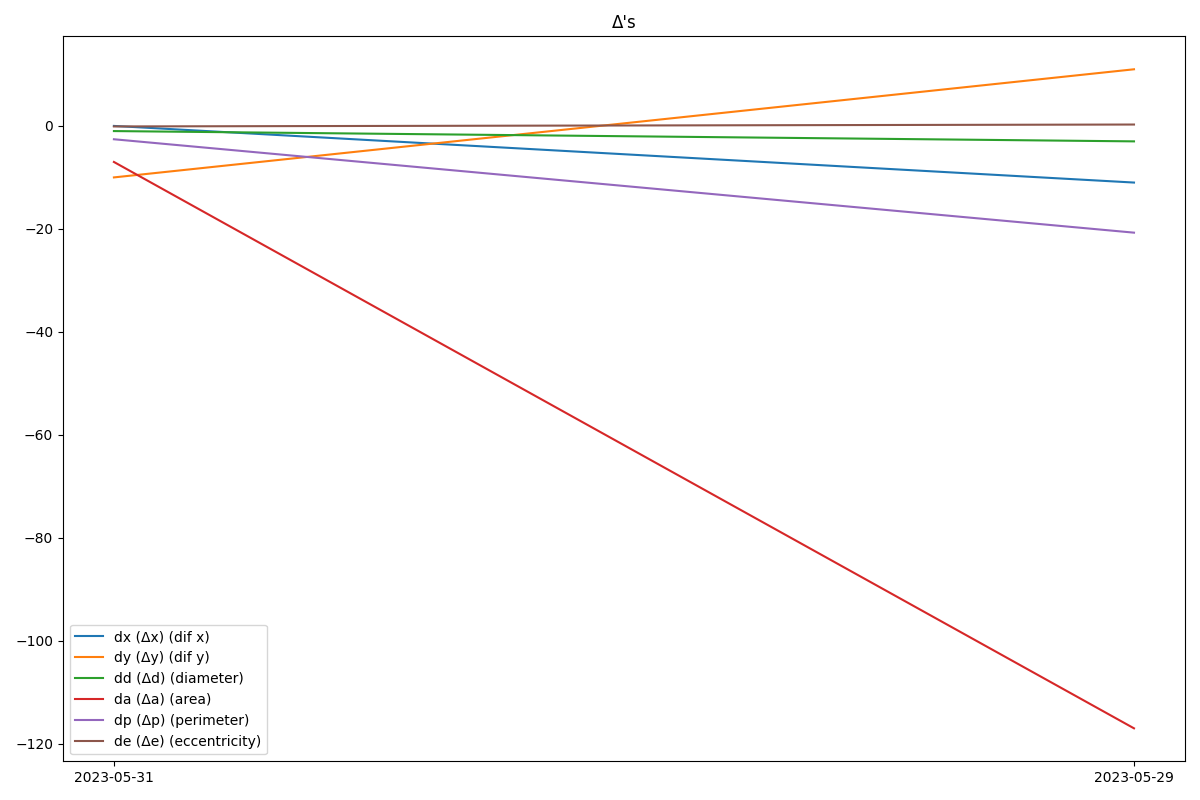 Δ's
0
−20
−40
−60
−80
−100
−120
dx (Δx) (dif x)
dy (Δy) (dif y)
dd (Δd) (diameter)
da (Δa) (area)
dp (Δp) (perimeter)
de (Δe) (eccentricity)
2023-05-31 2023-05-29